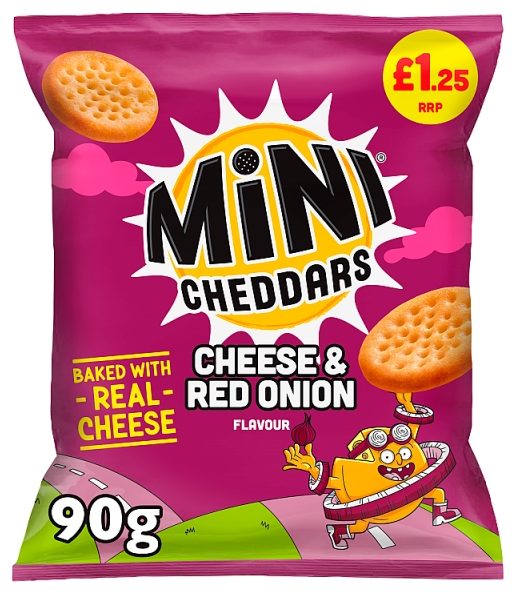 £1.25
RRP
MiNI®
CHEDDARS
CHEESE &
RED ONION
FLAVOUR
BAKED WITH
- REAL -
CHEESE
90g